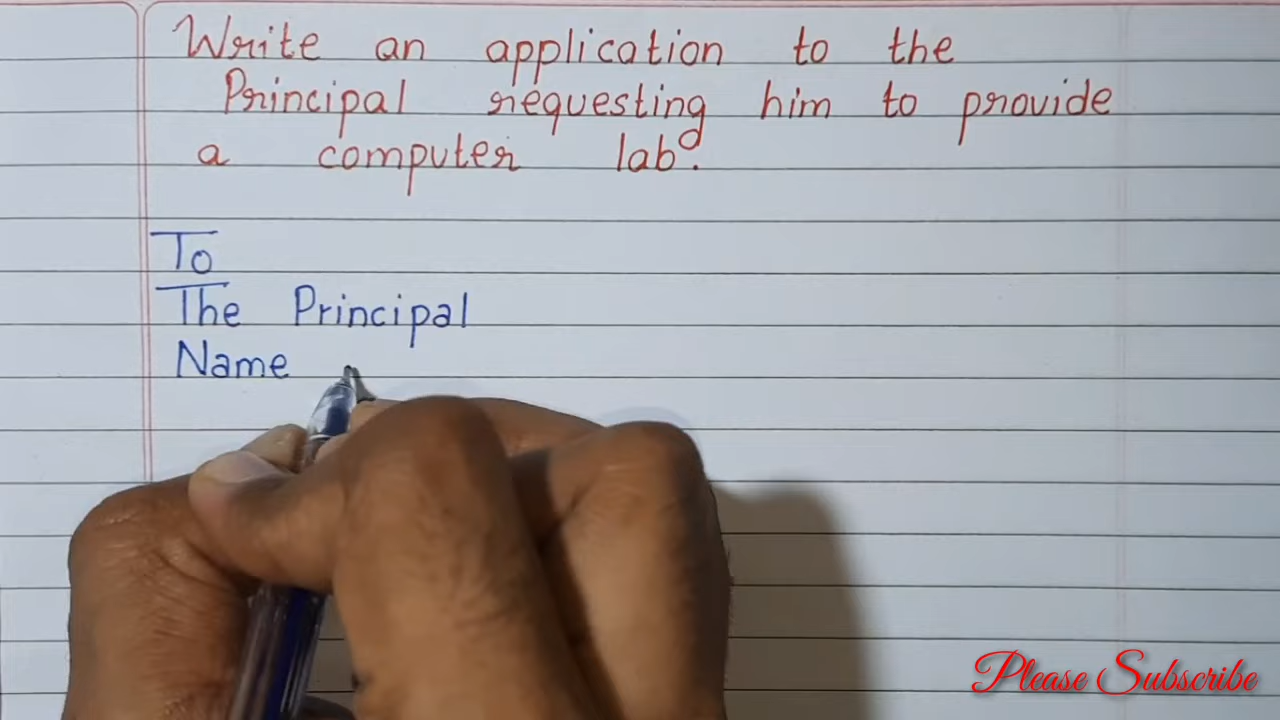 Write an application to the
Principal requesting him to provide
a computer lab.
To
The Principal
Name
Please Subscribe